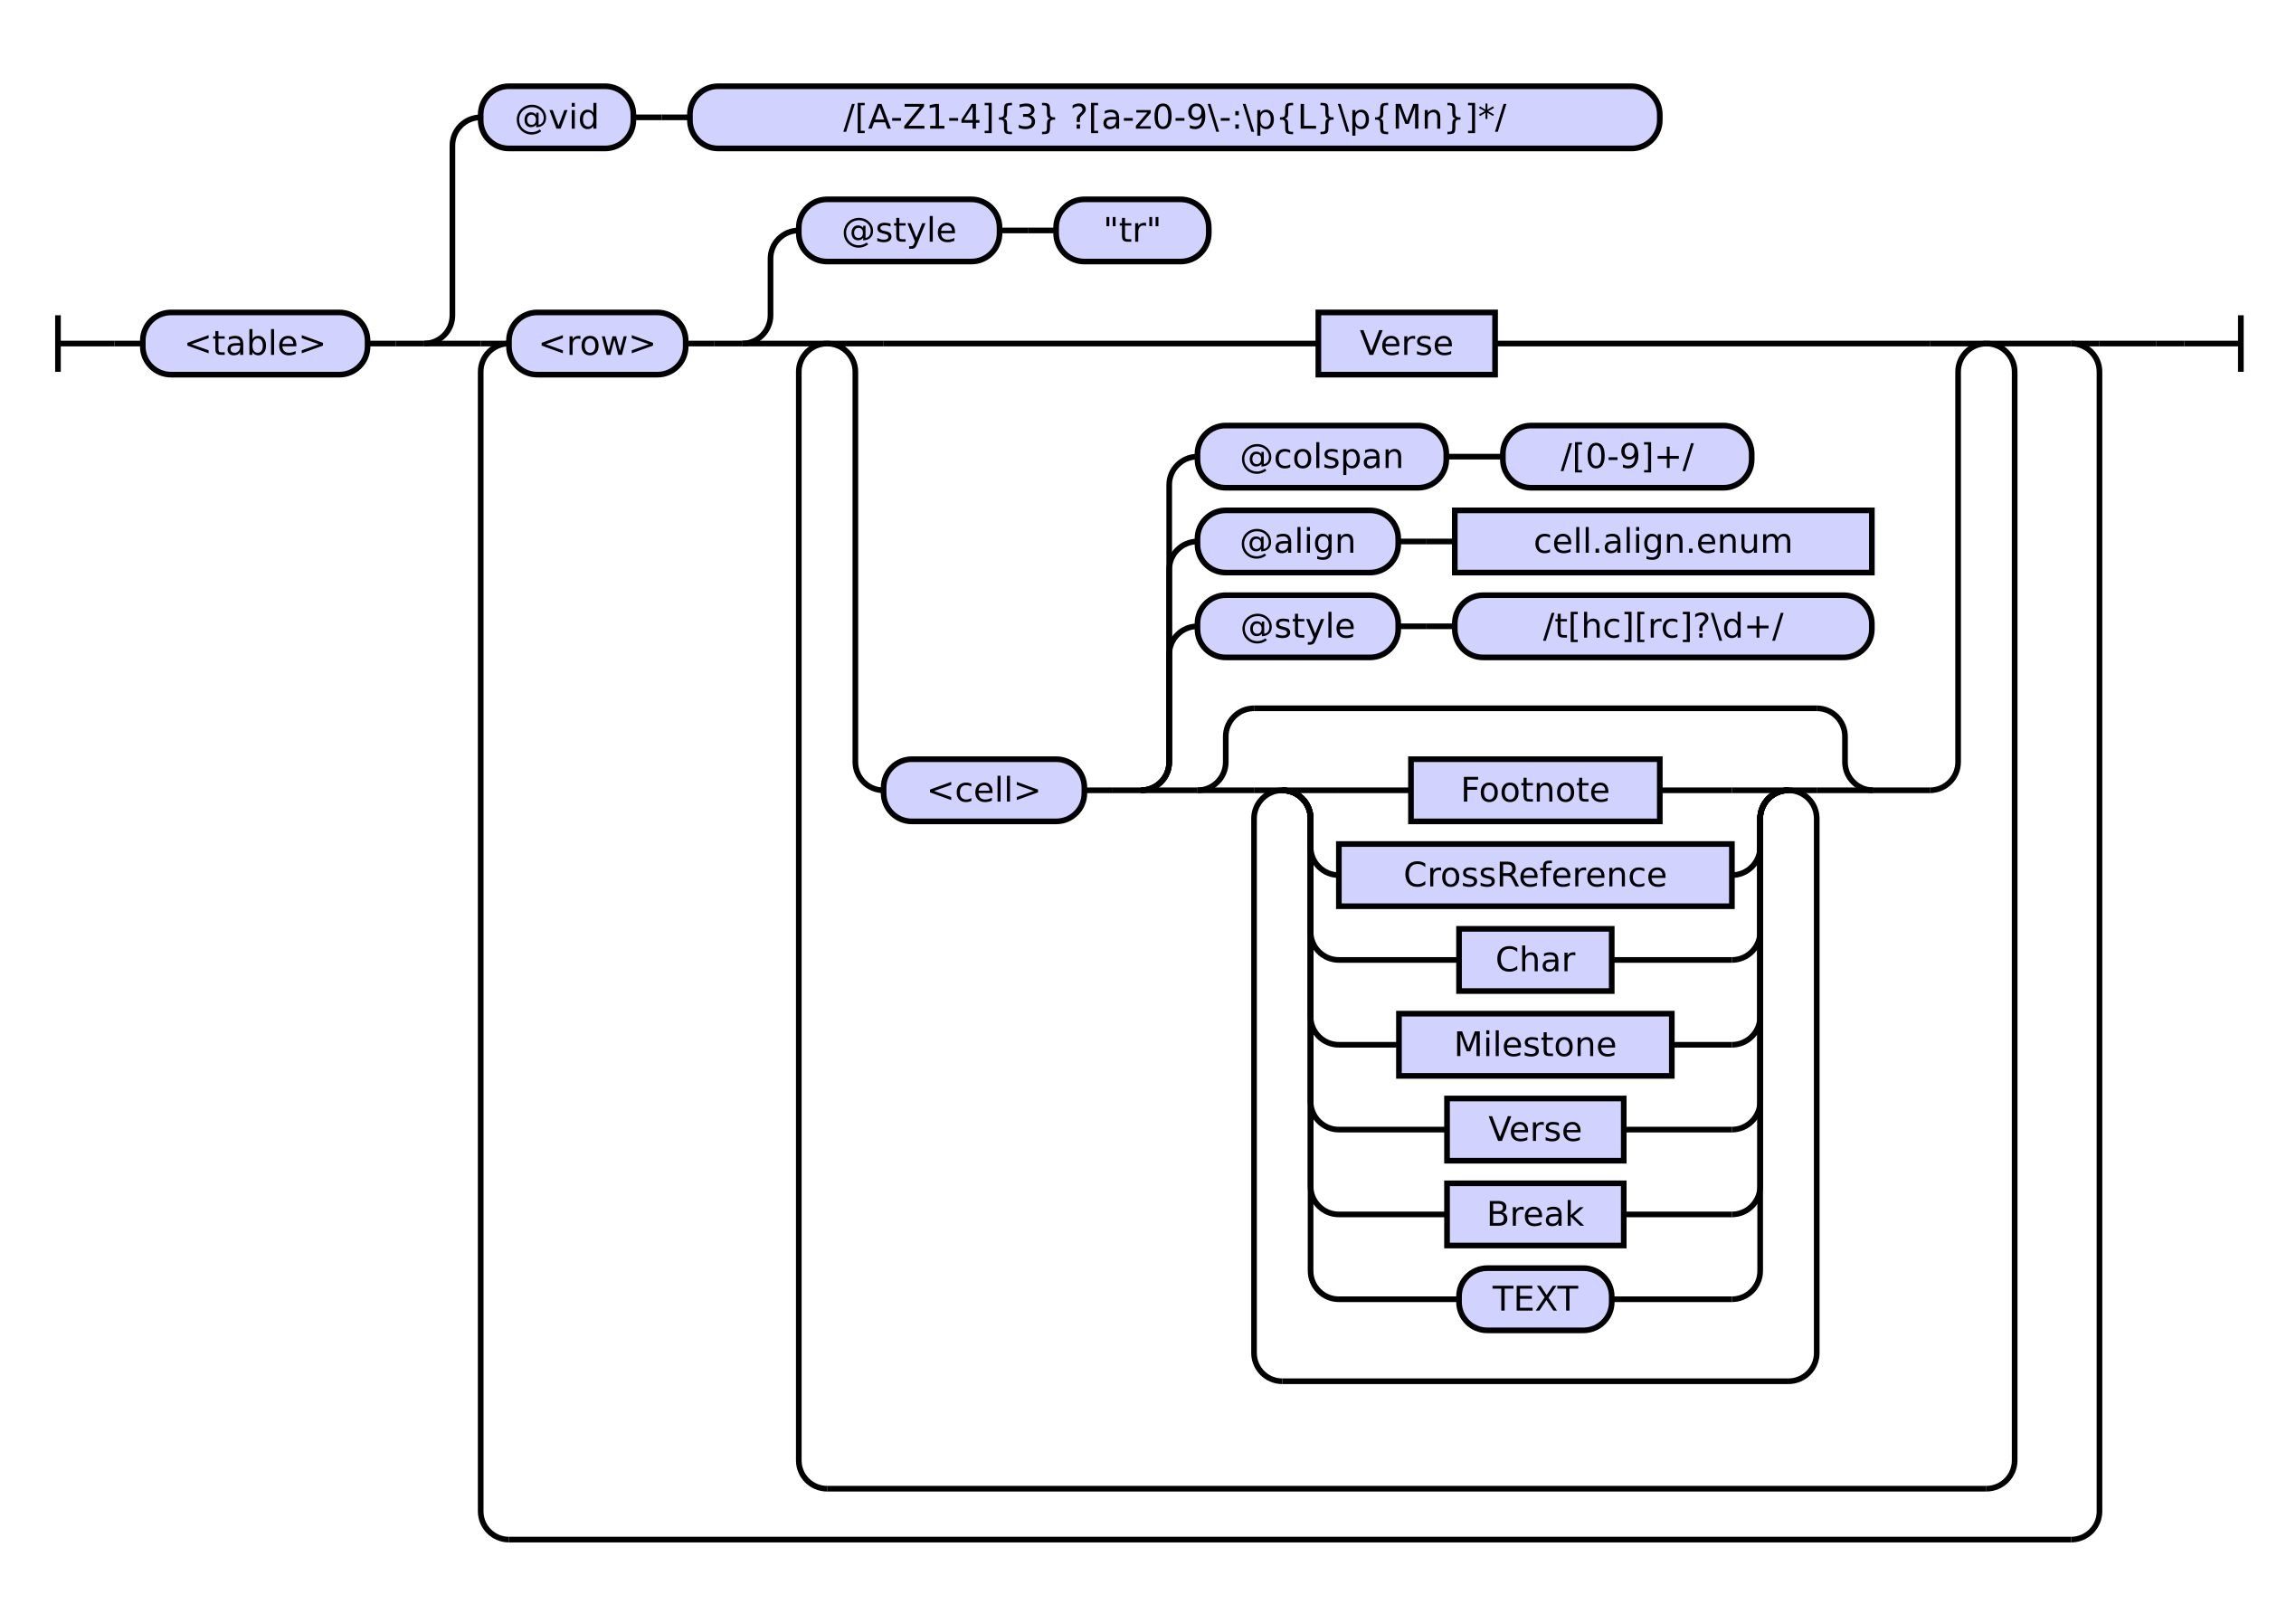 @vid /[A-Z1-4]{3} ?[a-z0-9\-:\p{L}\p{Mn}]*/
@style "tr"
<table> <row> Verse
@colspan /[0-9]+/
@align cell.align.enum
@style /t[hc][rc]?\d+/
<cell> Footnote
CrossReference
Char
Milestone
Verse
Break
TEXT